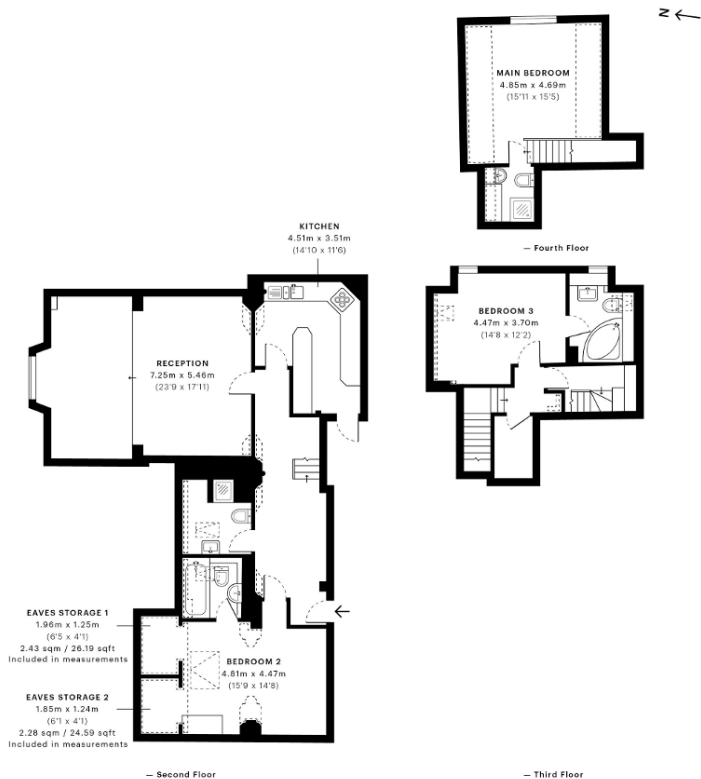 N
MAIN BEDROOM
4.85m x 4.69m
(15'11 x 15'5)
— Fourth Floor
KITCHEN
4.51m x 3.51m
(14'10 x 11'6)
BEDROOM 3
4.47m x 3.70m
(14'8 x 12'2)
RECEPTION
7.25m x 5.46m
(23'9 x 17'11)
EAVES STORAGE 1
1.96m x 1.25m
(6'5 x 4'1)
2.43 sqm / 26.19 sqft
Included in measurements
BEDROOM 2
4.81m x 4.47m
(15'9 x 14'8)
EAVES STORAGE 2
1.85m x 1.24m
(6'1 x 4'1)
2.28 sqm / 24.59 sqft
Included in measurements
— Second Floor
— Third Floor